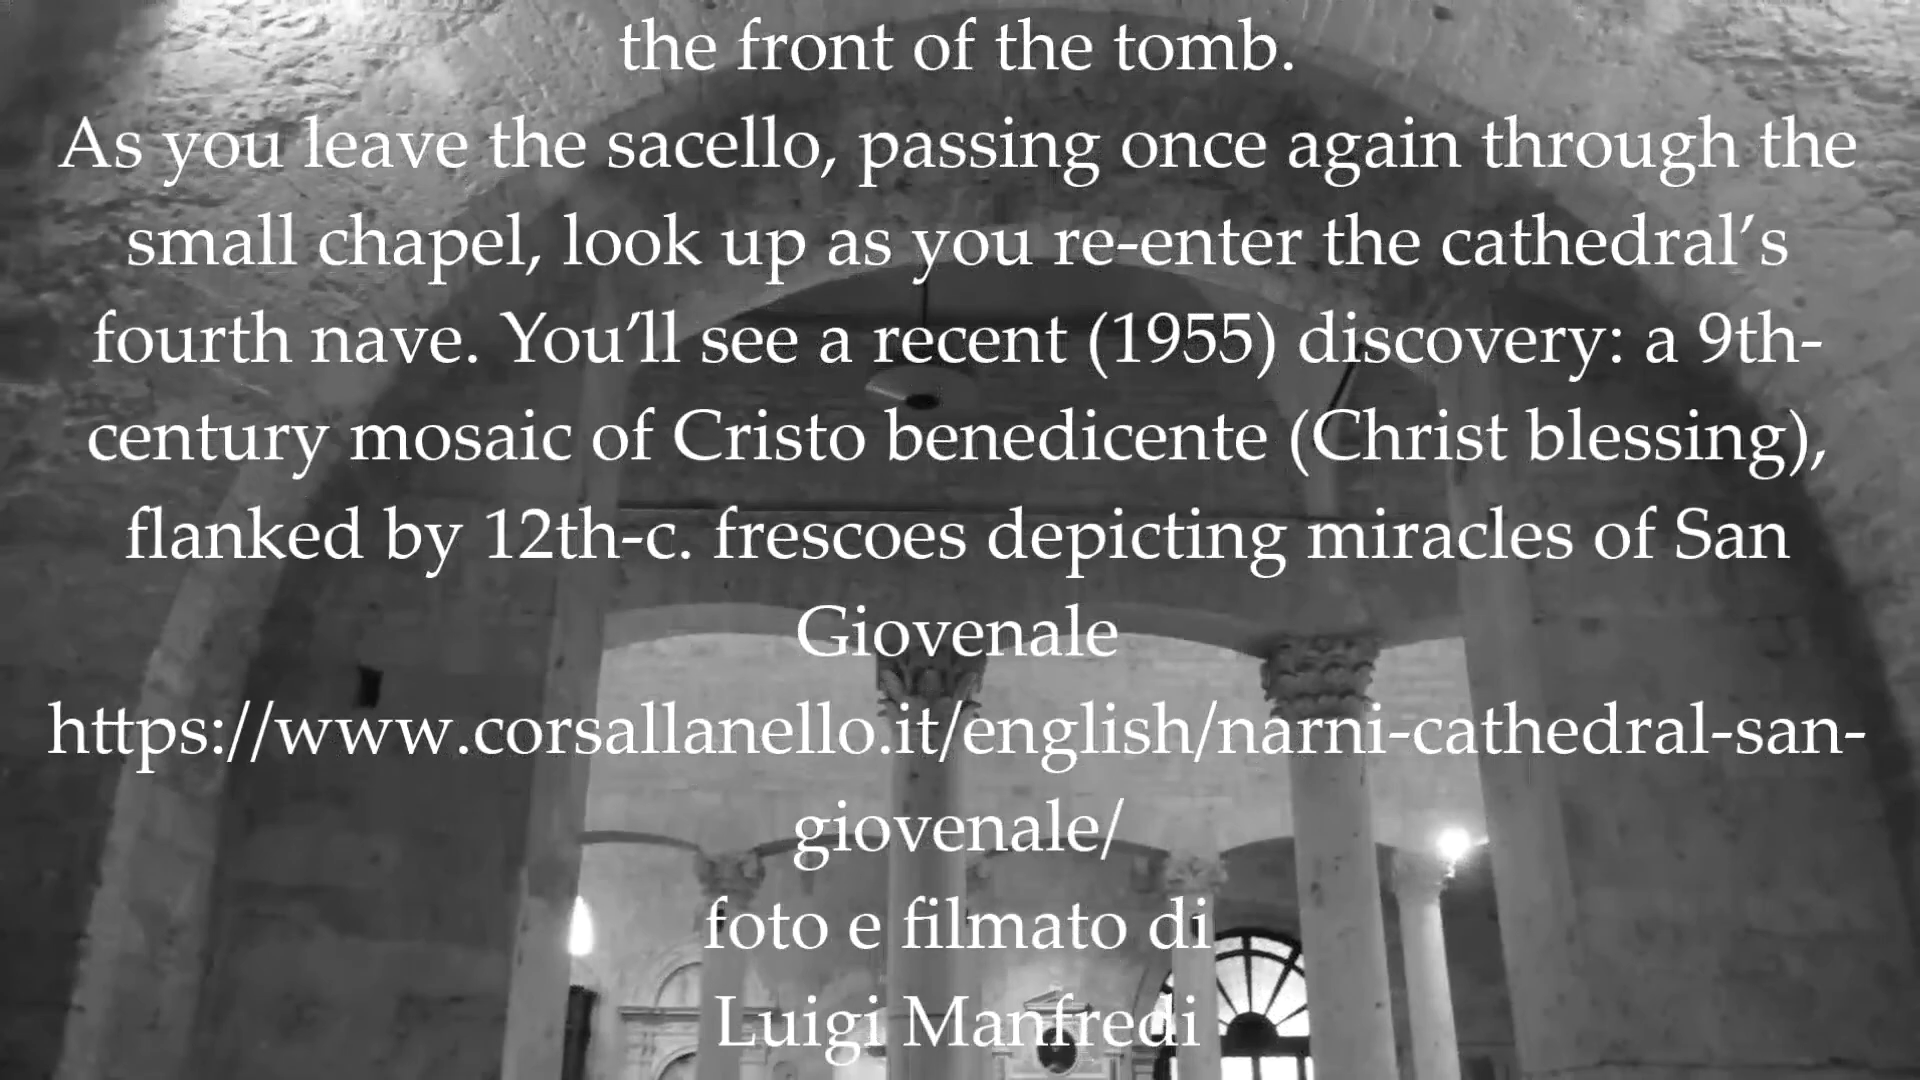 the front of the tomb.
As you leave the sacello, passing once again through the
small chapel, look up as you re-enter the cathedral’s
fourth nave. You’ll see a recent (1955) discovery: a 9th-
century mosaic of Cristo benedicente (Christ blessing),
flanked by 12th-c. frescoes depicting miracles of San
Giovenale
https://www.corsallanello.it/english/narni-cathedral-san-
giovenale/
foto e filmato di
Luigi Manfredi